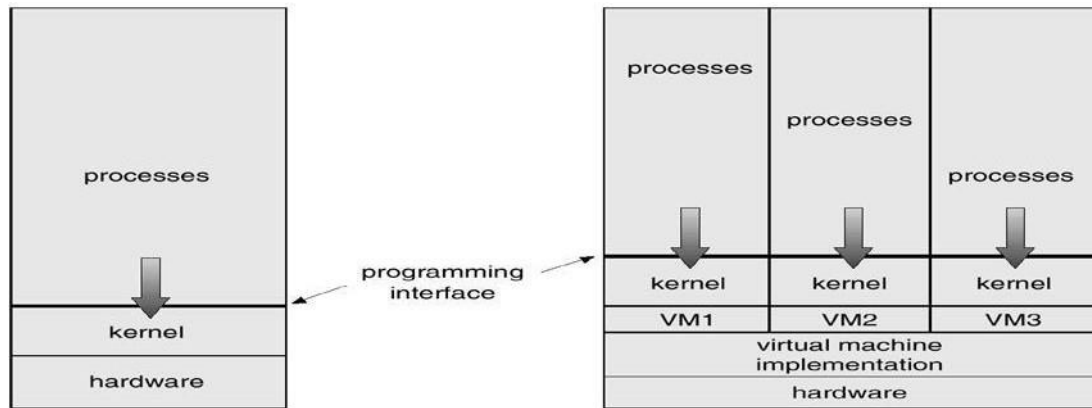 processes
kernel
hardware
programming
interface
processes
processes
processes
kernel
kernel
kernel
VM1
VM2
VM3
virtual machine
implementation
hardware